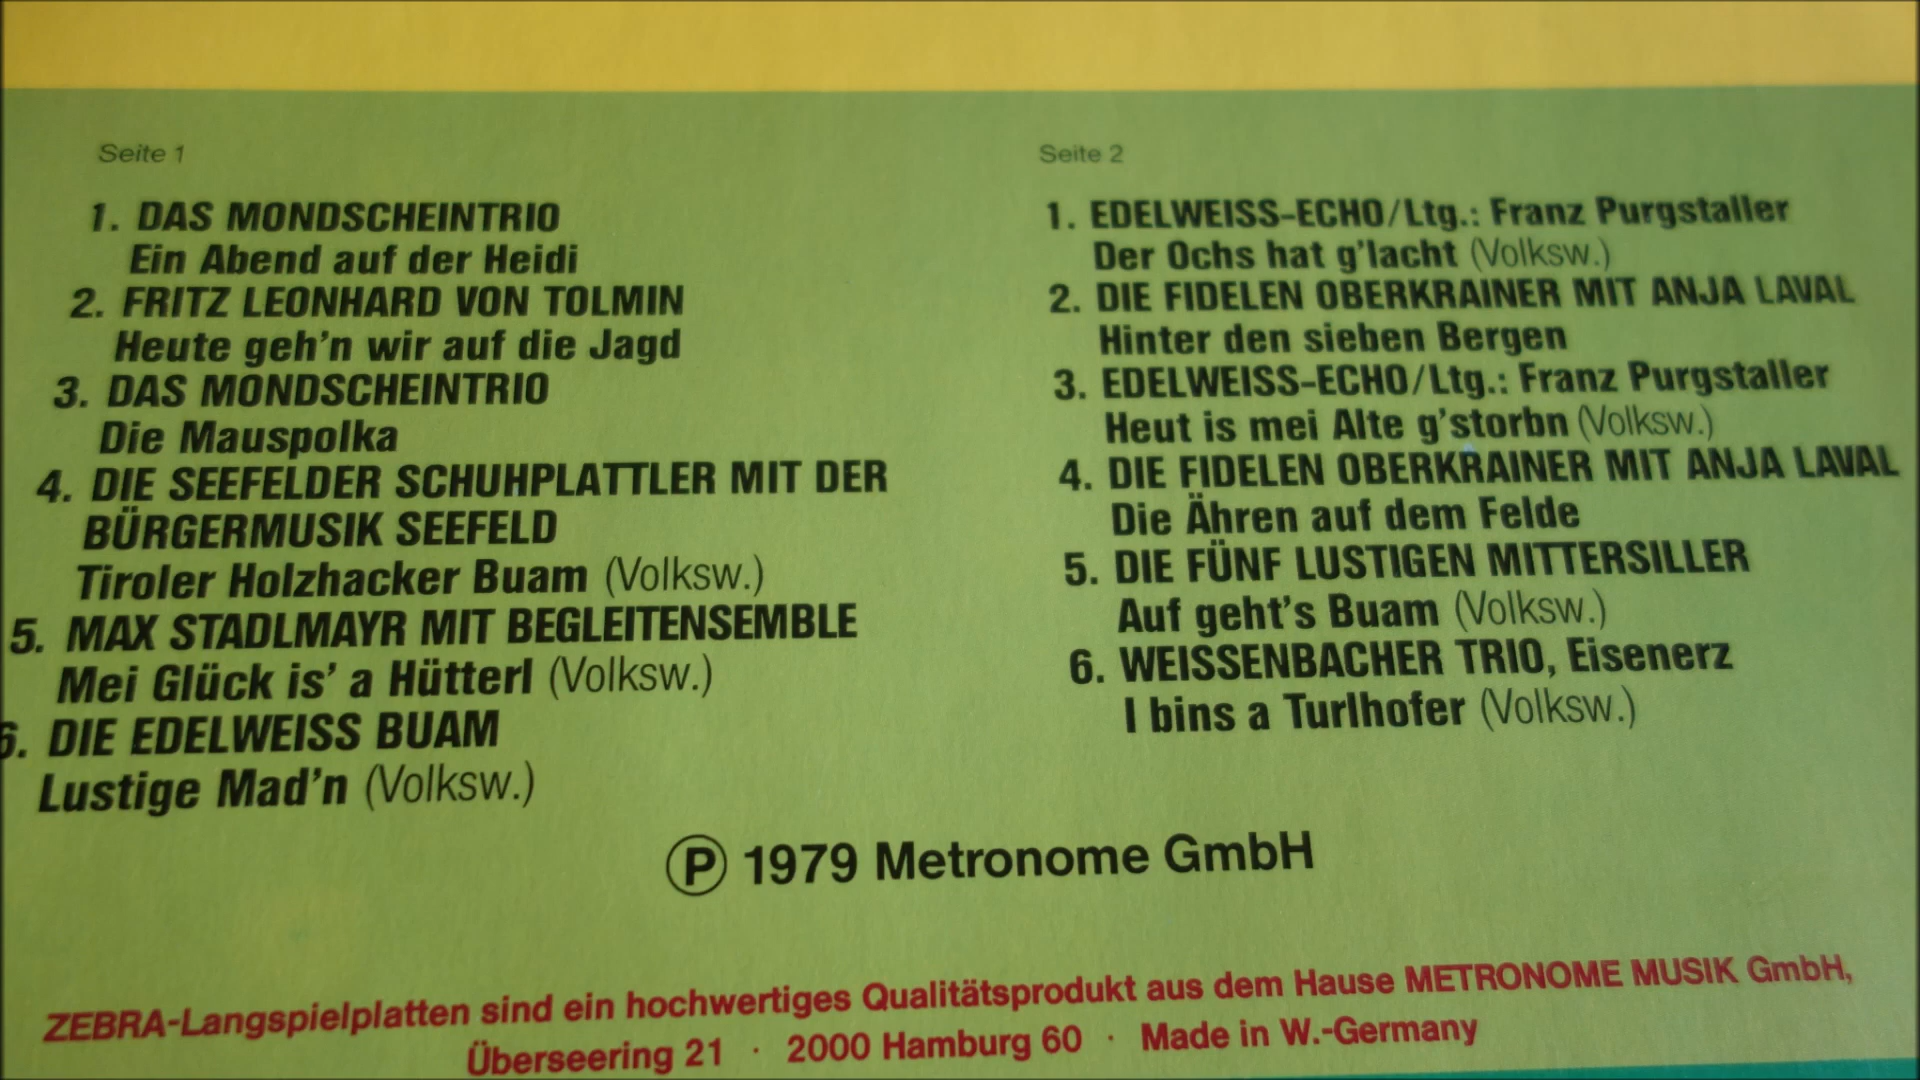 Seite 1
1. DAS MONDSCHEINTRIO
Ein Abend auf der Heidi
2. FRITZ LEONHARD VON TOLMIN
Heute geh'n wir auf die Jagd
3. DAS MONDSCHEINTRIO
Die Mauspolka
4. DIE SEEFELDER SCHUHPLATTLER MIT DER
BÜRGERMUSIK SEEFELD
Tiroler Holzhacker Buam (Volksw.)
5. MAX STADLMAYR MIT BEGLEITENSEMBLE
Mei Glück is' a Hütterl (Volksw.)
6. DIE EDELWEISS BUAM
Lustige Mad'n (Volksw.)
Seite 2
1. EDELWEISS-ECHO/Ltg.: Franz Purgstaller
Der Ochs hat g'lacht (Volksw.)
2. DIE FIDELEN OBERKRAINER MIT ANJA LAVAL
Hinter den sieben Bergen
3. EDELWEISS-ECHO/Ltg.: Franz Purgstaller
Heut is mei Alte g'storbn (Volksw.)
4. DIE FIDELEN OBERKRAINER MIT ANJA LAVAL
Die Ähren auf dem Felde
5. DIE FÜNF LUSTIGEN MITTERSILLER
Auf geht's Buam (Volksw.)
6. WEISSENBACHER TRIO, Eisenerz
I bins a Turlhofer (Volksw.)
Ⓟ 1979 Metronome GmbH
ZEBRA-Langspielplatten sind ein hochwertiges Qualitätsprodukt aus dem Hause METRONOME MUSIK GmbH,
Überseering 21 · 2000 Hamburg 60 · Made in W.-Germany